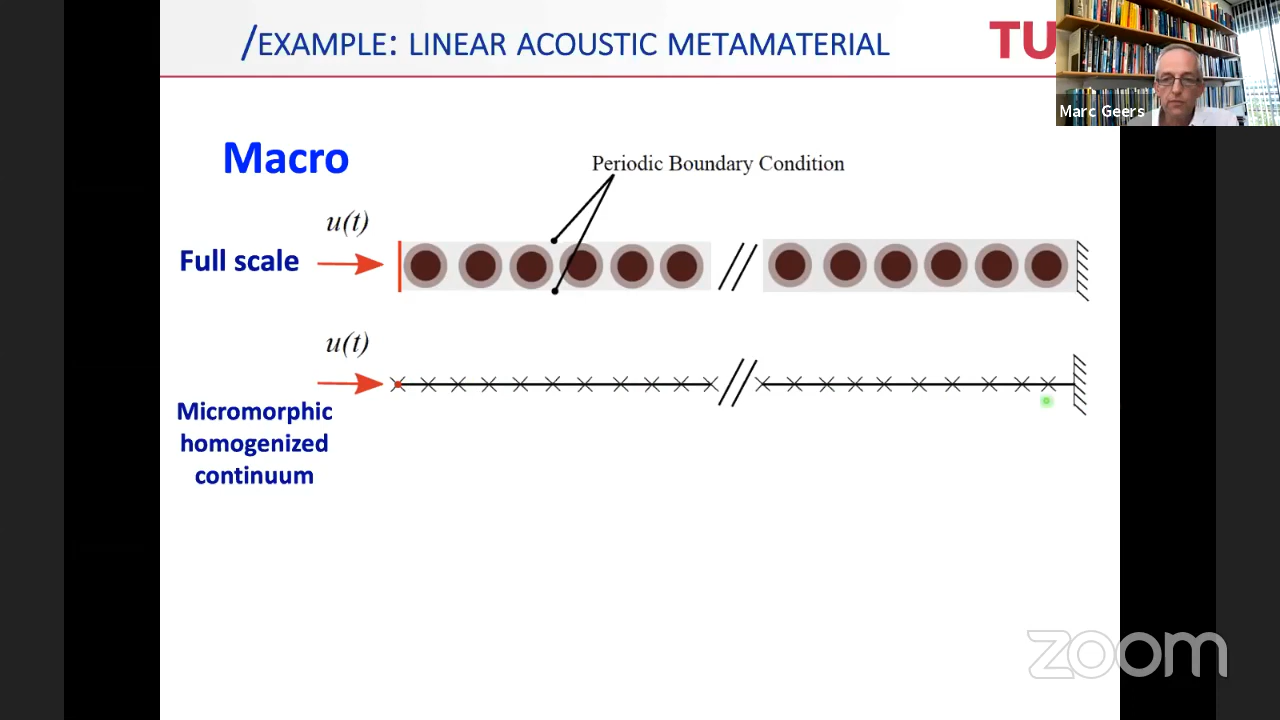 /EXAMPLE: LINEAR ACOUSTIC METAMATERIAL
TU
Marc Geers
Macro
Periodic Boundary Condition
u(t)
Full scale
u(t)
Micromorphic
homogenized
continuum
zoom